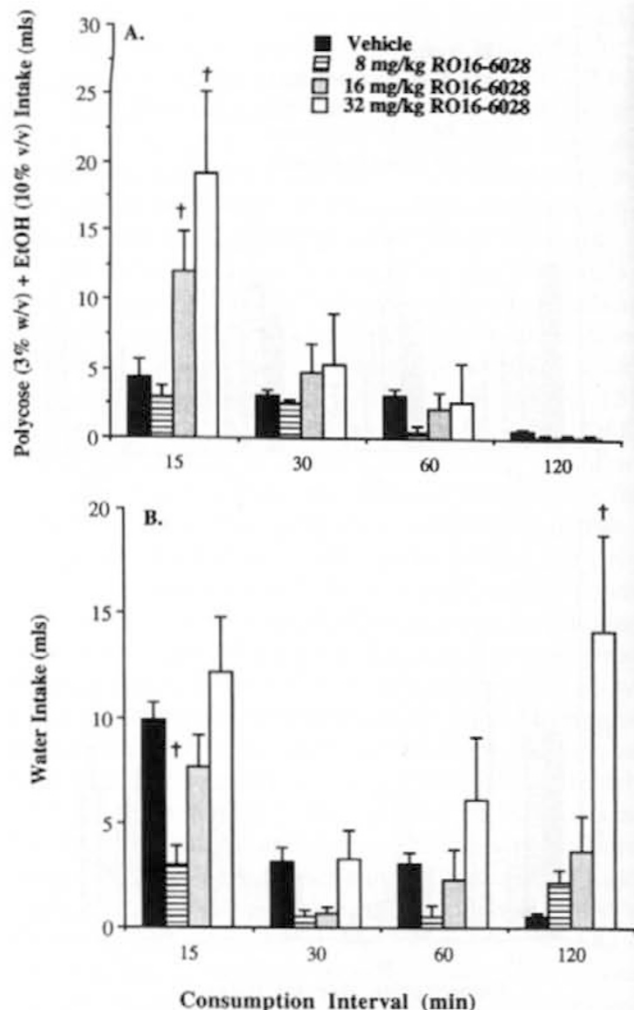 Polycose (3% w/v) + EtOH (10% v/v) Intake (mls)
30
25
20
15
10
5
0
A.
Vehicle
8 mg/kg RO16-6028
16 mg/kg RO16-6028
32 mg/kg RO16-6028
†
†
15
30
60
120
Water Intake (mls)
20
15
10
5
0
B.
†
†
15
30
60
120
Consumption Interval (min)